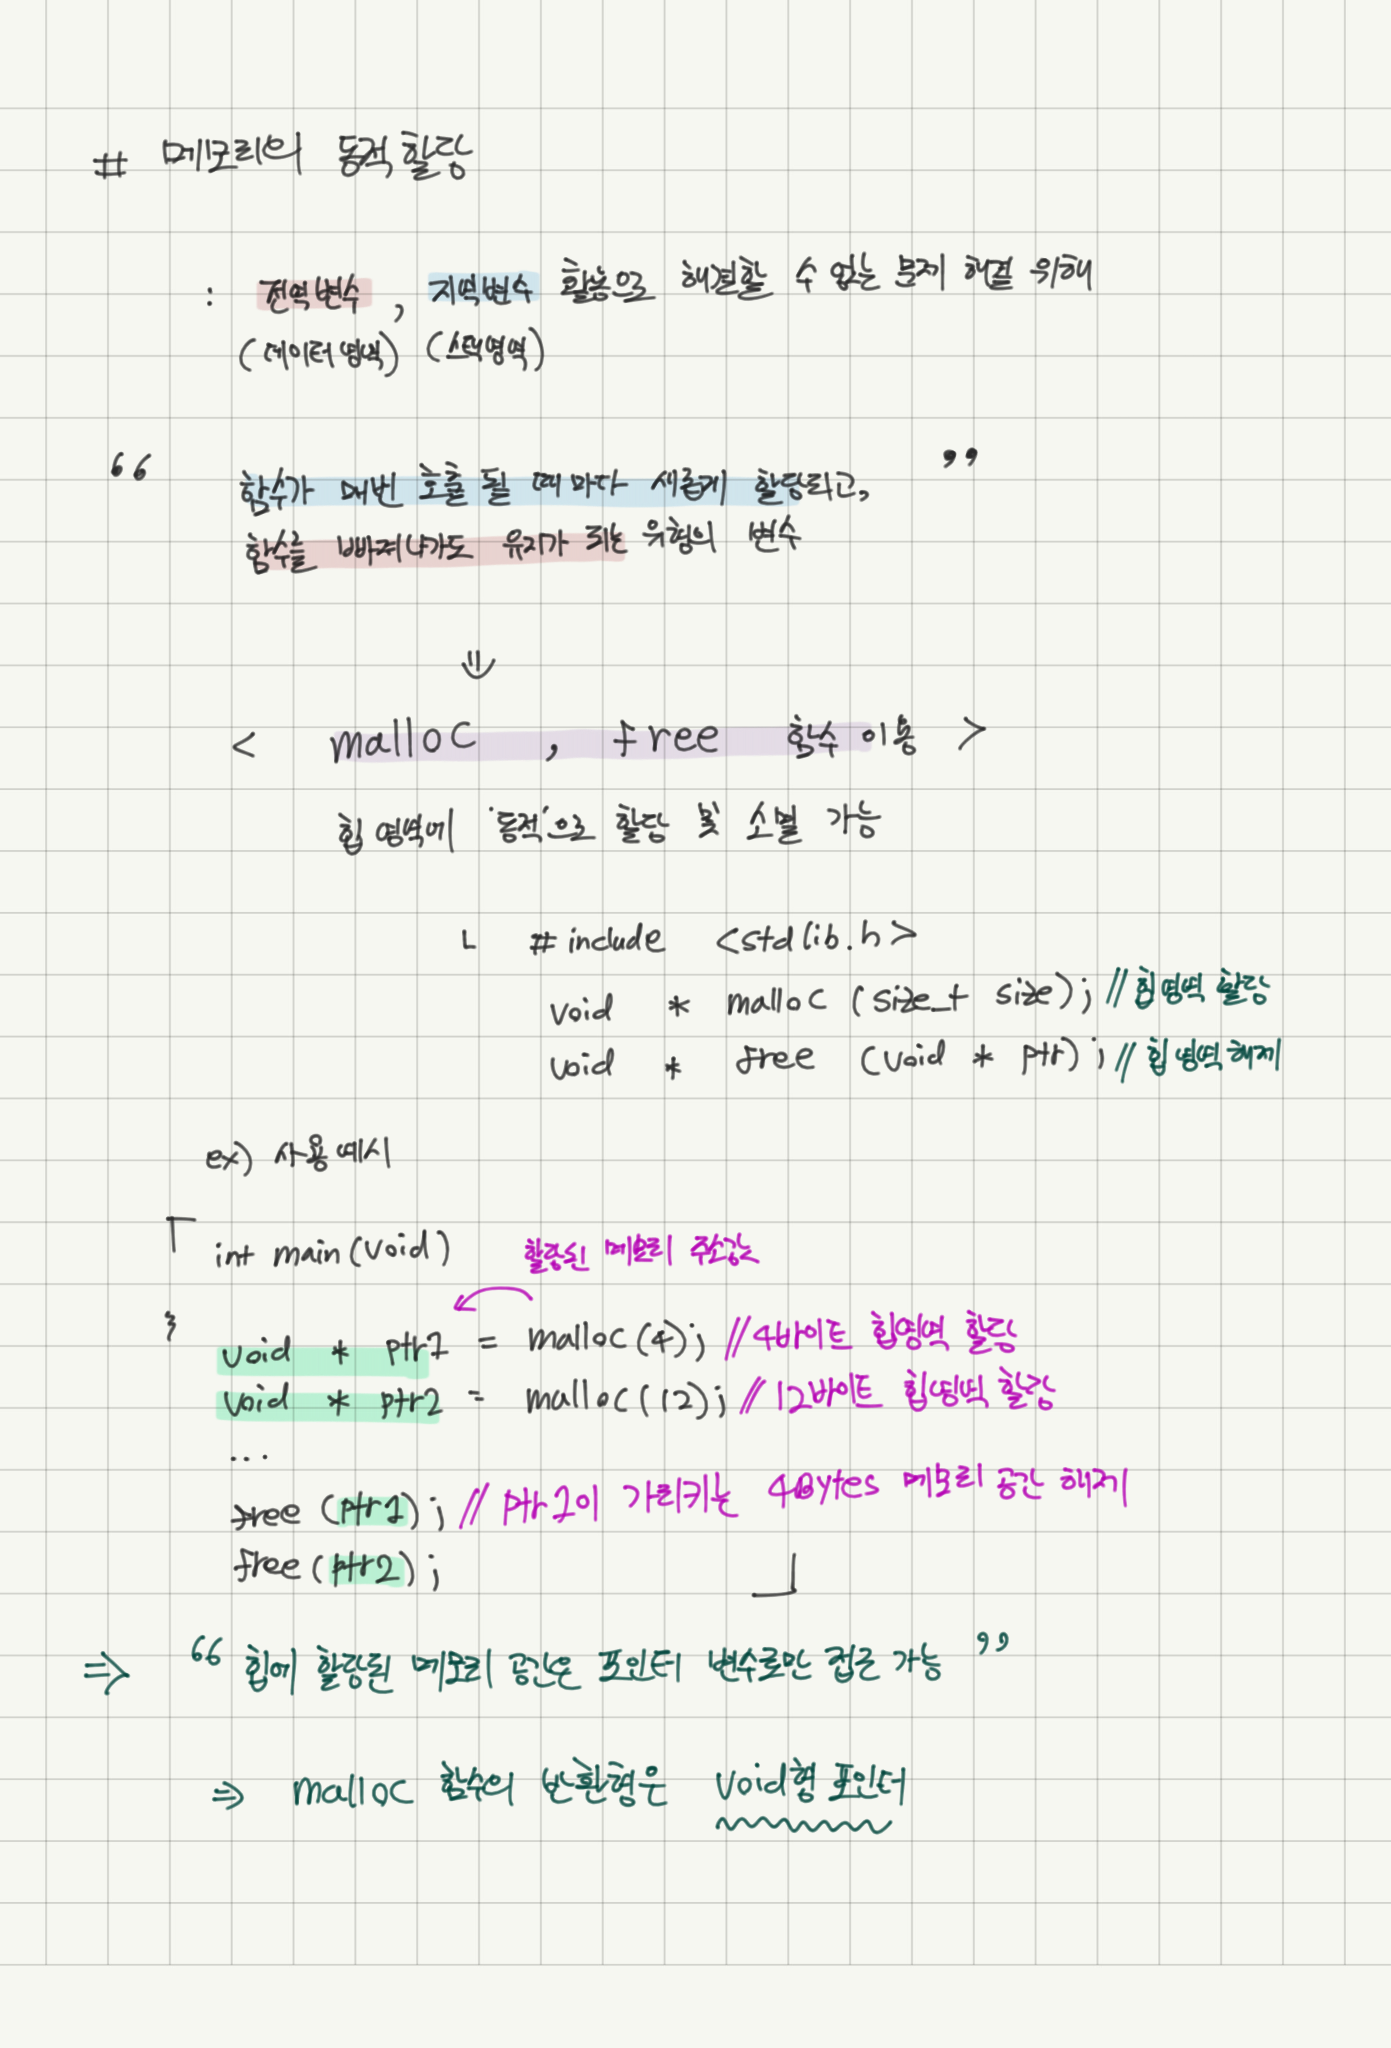 # 메모리의 동적 할당
: 전역변수, 지역변수 활용으로 해결할 수 없는 문제 해결 위해
(데이터 영역) (스택영역)
“ 함수가 매번 호출 될 때 마다 새롭게 할당되고, ”
함수를 빠져나가도 유지가 되는 유형의 변수
⇓
< malloc , free 함수 이용 >
힙 영역에 '동적'으로 할당 및 소멸 가능
└ #include <stdlib.h>
void * malloc (size_t size); // 힙영역 할당
void * free (void * ptr); // 힙 영역 해제
ex) 사용 예시
「 int main(void)
할당된 메모리 주소값
{
void * ptr1 = malloc(4); // 4바이트 힙영역 할당
void * ptr2 = malloc(12); // 12바이트 힙영역 할당
...
free (ptr1); // ptr1이 가리키는 4Bytes 메모리 공간 해제
free (ptr2); 」
⇒ “ 힙에 할당된 메모리 공간은 포인터 변수로만 접근 가능 ”
⇒ malloc 함수의 반환형은 void형 포인터